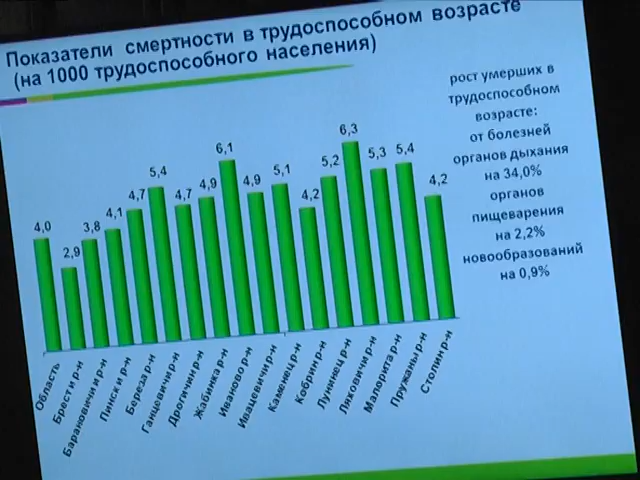 Показатели смертности в трудоспособном возрасте
(на 1000 трудоспособного населения)
рост умерших в
трудоспособном
возрасте:
от болезней
органов дыхания
на 34,0%
органов
пищеварения
на 2,2%
новообразований
на 0,9%
4,0
2,9
3,8
4,1
4,7
5,4
4,7
4,9
6,1
4,9
5,1
4,2
5,2
6,3
5,3
5,4
4,2
Область
Брест и р-н
Барановичи и р-н
Пинск и р-н
Береза р-н
Ганцевичи р-н
Дрогичин р-н
Жабинка р-н
Иваново р-н
Ивацевичи р-н
Каменец р-н
Кобрин р-н
Лунинец р-н
Ляховичи р-н
Малорита р-н
Пружаны р-н
Столин р-н